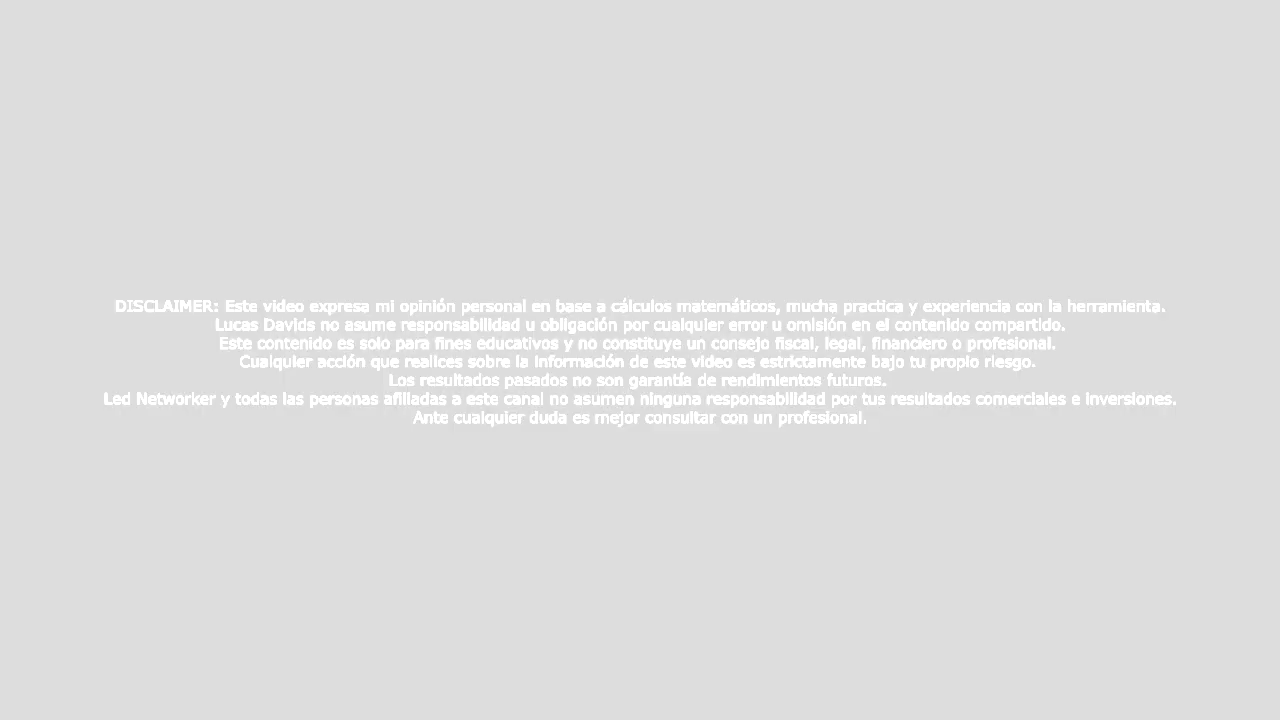 DISCLAIMER: Este video expresa mi opinión personal en base a cálculos matemáticos, mucha practica y experiencia con la herramienta.
Lucas Davids no asume responsabilidad u obligación por cualquier error u omisión en el contenido compartido.
Este contenido es solo para fines educativos y no constituye un consejo fiscal, legal, financiero o profesional.
Cualquier acción que realices sobre la información de este video es estrictamente bajo tu propio riesgo.
Los resultados pasados no son garantía de rendimientos futuros.
Led Networker y todas las personas afiliadas a este canal no asumen ninguna responsabilidad por tus resultados comerciales e inversiones.
Ante cualquier duda es mejor consultar con un profesional.